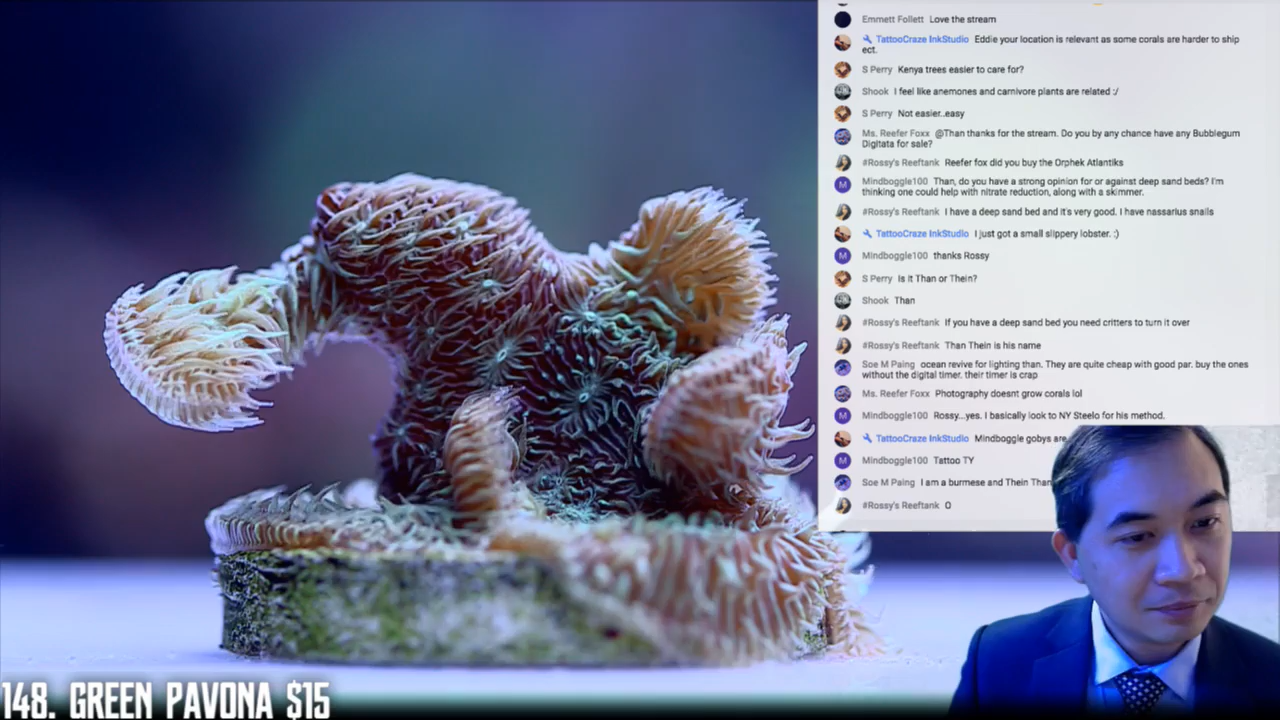 Emmett Follett Love the stream
TattooCraze InkStudio Eddie your location is relevant as some corals are harder to ship
ect.
S Perry Kenya trees easier to care for?
Shook I feel like anemones and carnivore plants are related :/
S Perry Not easier..easy
Ms. Reefer Foxx @Than thanks for the stream. Do you by any chance have any Bubblegum
Digitata for sale?
#Rossy's Reeftank Reefer fox did you buy the Orphek Atlantiks
M Mindboggle100 Than, do you have a strong opinion for or against deep sand beds? I'm
thinking one could help with nitrate reduction, along with a skimmer.
#Rossy's Reeftank I have a deep sand bed and it's very good. I have nassarius snails
TattooCraze InkStudio I just got a small slippery lobster. :)
M Mindboggle100 thanks Rossy
S Perry Is it Than or Thein?
Shook Than
#Rossy's Reeftank If you have a deep sand bed you need critters to turn it over
#Rossy's Reeftank Than Thein is his name
Soe M Paing ocean revive for lighting than. They are quite cheap with good par. buy the ones
without the digital timer. their timer is crap
Ms. Reefer Foxx Photography doesnt grow corals lol
M Mindboggle100 Rossy...yes. I basically look to NY Steelo for his method.
TattooCraze InkStudio Mindboggle gobys are
M Mindboggle100 Tattoo TY
Soe M Paing I am a burmese and Thein Than
#Rossy's Reeftank O
148. GREEN PAVONA $15